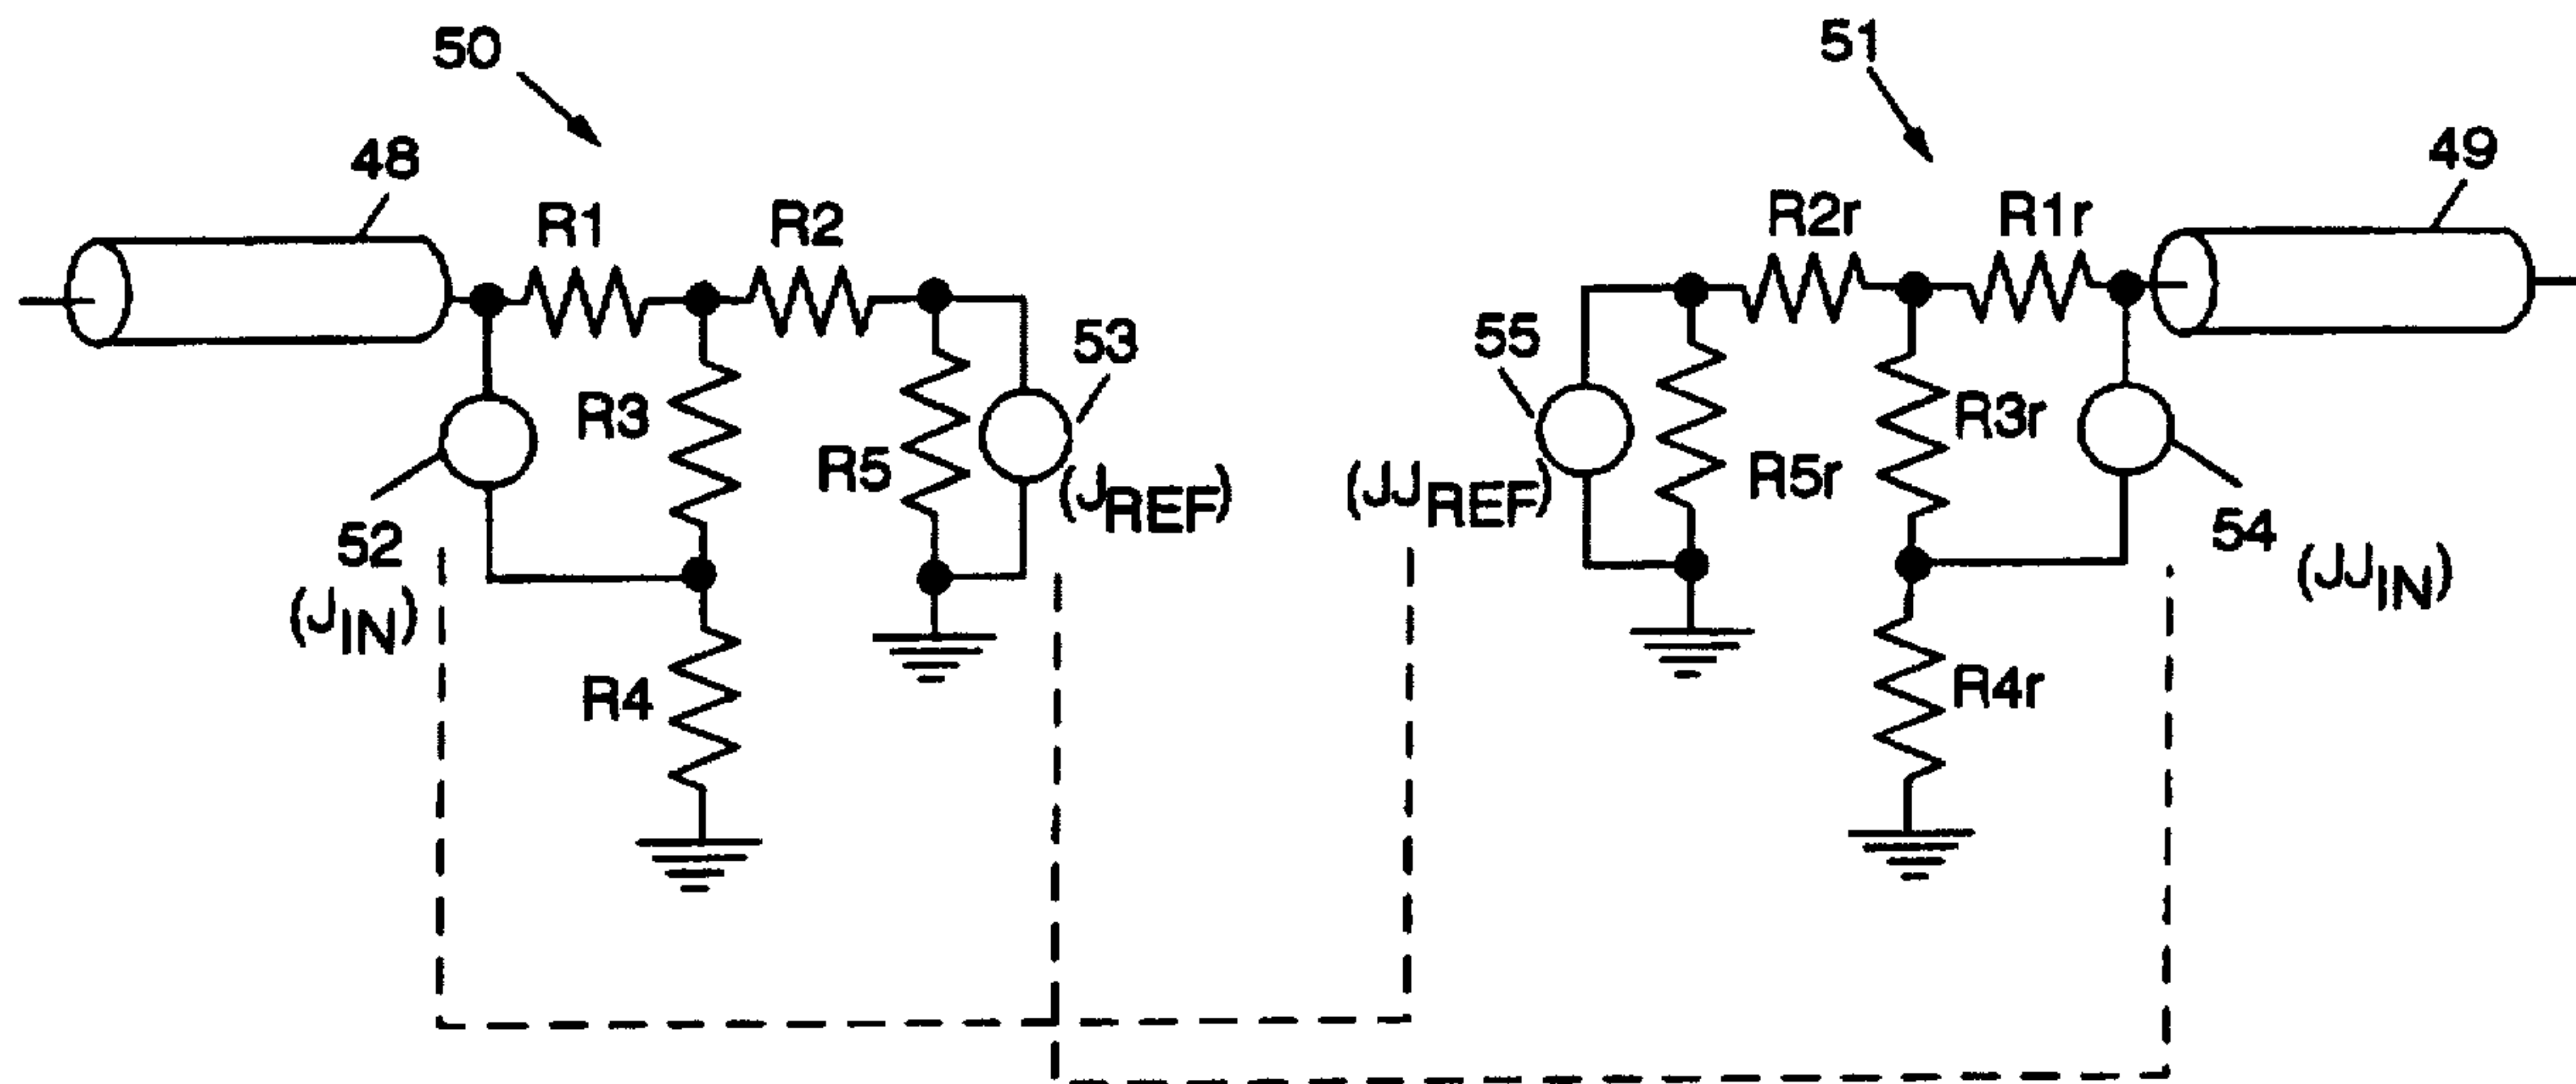 50
51
48
49
R1
R2
R2r
R1r
53
55
R3
R3r
R5
(JREF)
(JJREF)
R5r
52
(JIN)
54
(JJIN)
R4
R4r